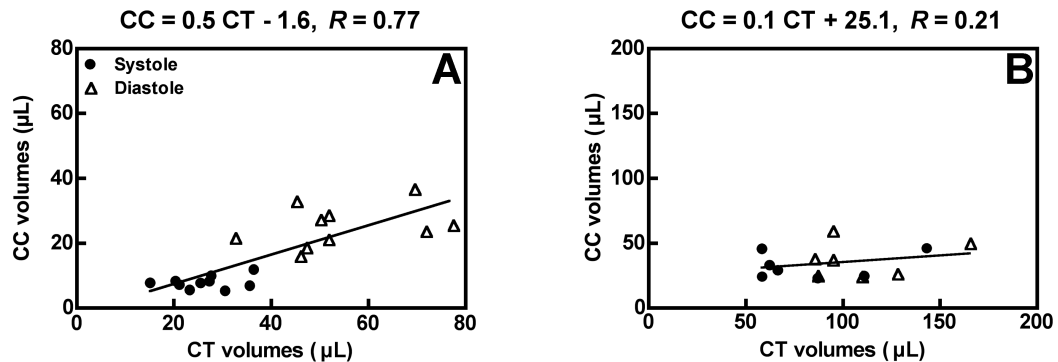 CC = 0.5 CT - 1.6, R = 0.77
A
Systole
Diastole
80
60
40
20
0
CC volumes (µL)
0 20 40 60 80
CT volumes (µL)
CC = 0.1 CT + 25.1, R = 0.21
B
200
150
100
50
0
CC volumes (µL)
0 50 100 150 200
CT volumes (µL)